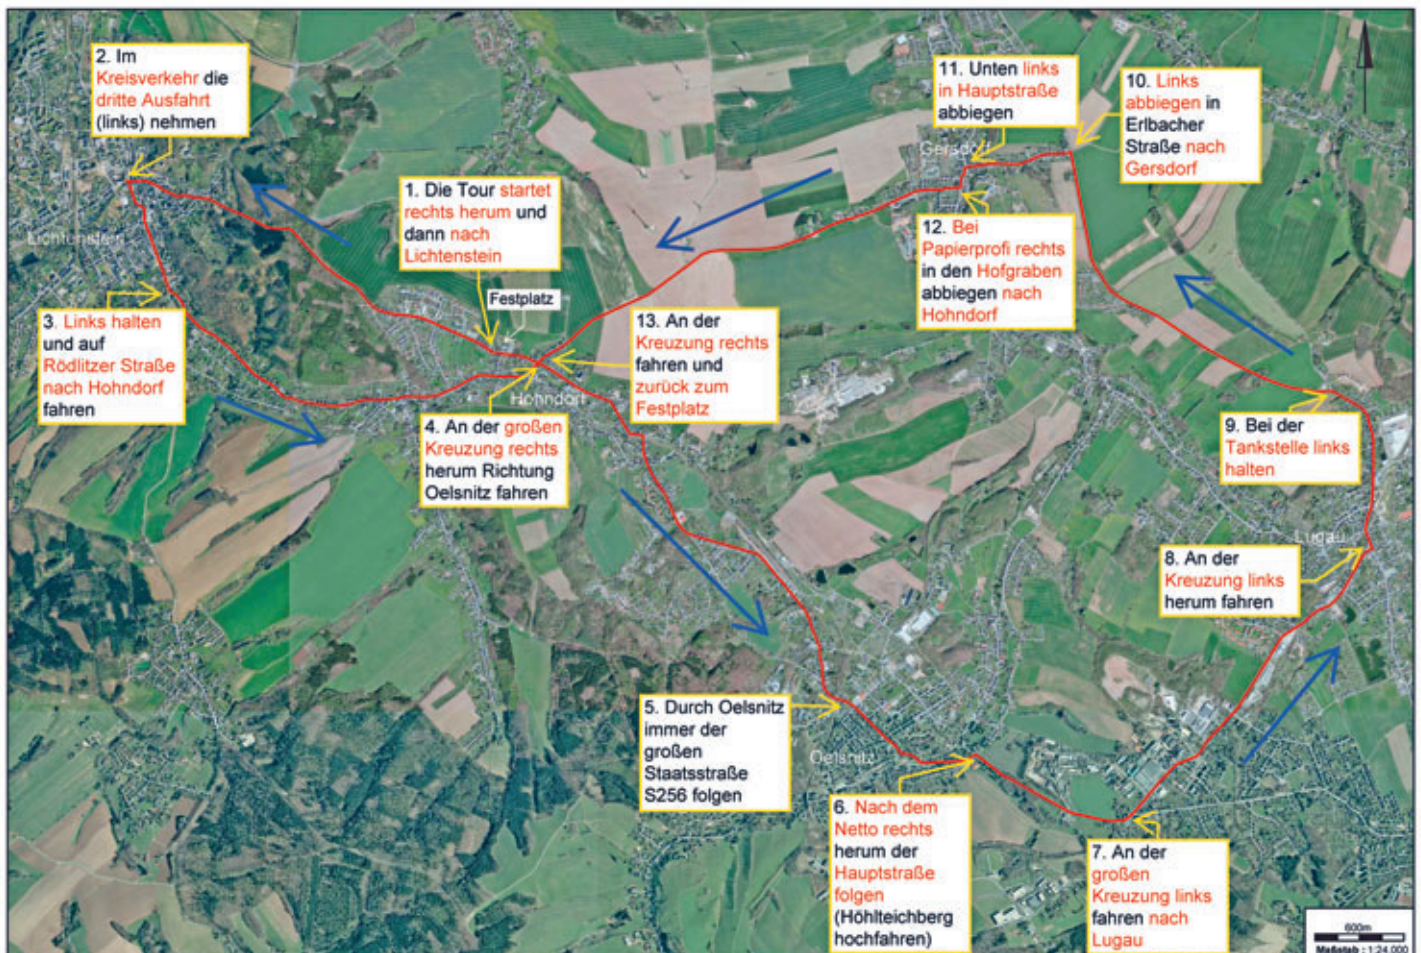 2. Im
Kreisverkehr die
dritte Ausfahrt
(links) nehmen
1. Die Tour startet
rechts herum und
dann nach
Lichtenstein
Festplatz
Lichtenstein
3. Links halten
und auf
Rödlitzer Straße
nach Hohndorf
fahren
4. An der großen
Kreuzung rechts
herum Richtung
Oelsnitz fahren
Hohndorf
13. An der
Kreuzung rechts
fahren und
zurück zum
Festplatz
11. Unten links
in Hauptstraße
abbiegen
Gersdorf
10. Links
abbiegen in
Erlbacher
Straße nach
Gersdorf
12. Bei
Papierprofi rechts
in den Hofgraben
abbiegen nach
Hohndorf
9. Bei der
Tankstelle links
halten
Lugau
8. An der
Kreuzung links
herum fahren
5. Durch Oelsnitz
immer der
großen
Staatsstraße
S256 folgen
Oelsnitz
6. Nach dem
Netto rechts
herum der
Hauptstraße
folgen
(Höhlteichberg
hochfahren)
7. An der
großen
Kreuzung links
fahren nach
Lugau
600m
Maßstab : 1:24.000